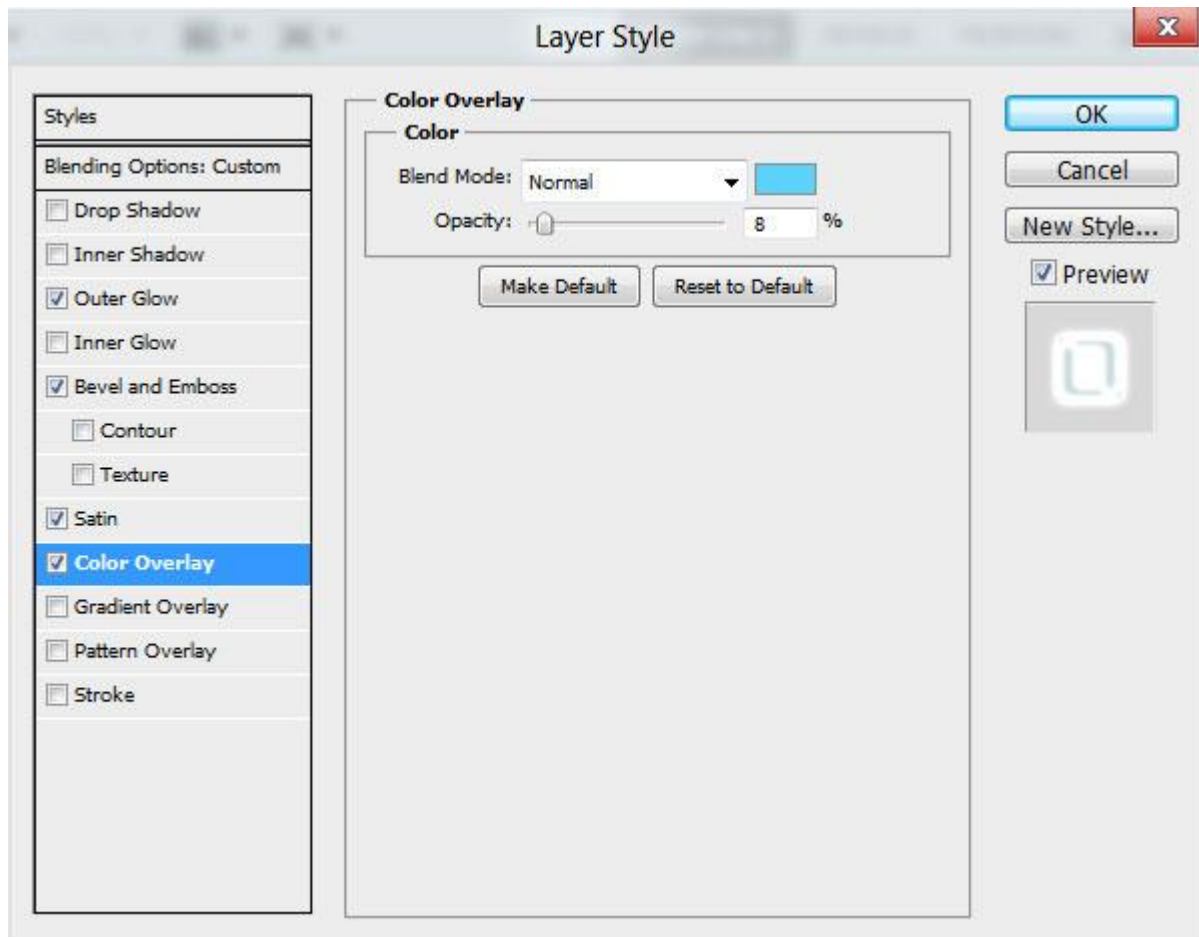 Layer Style
Styles
Blending Options: Custom
Drop Shadow
Inner Shadow
Outer Glow
Inner Glow
Bevel and Emboss
Contour
Texture
Satin
Color Overlay
Gradient Overlay
Pattern Overlay
Stroke
Color Overlay
Color
Blend Mode: Normal
Opacity: 8 %
Make Default Reset to Default
OK
Cancel
New Style...
Preview